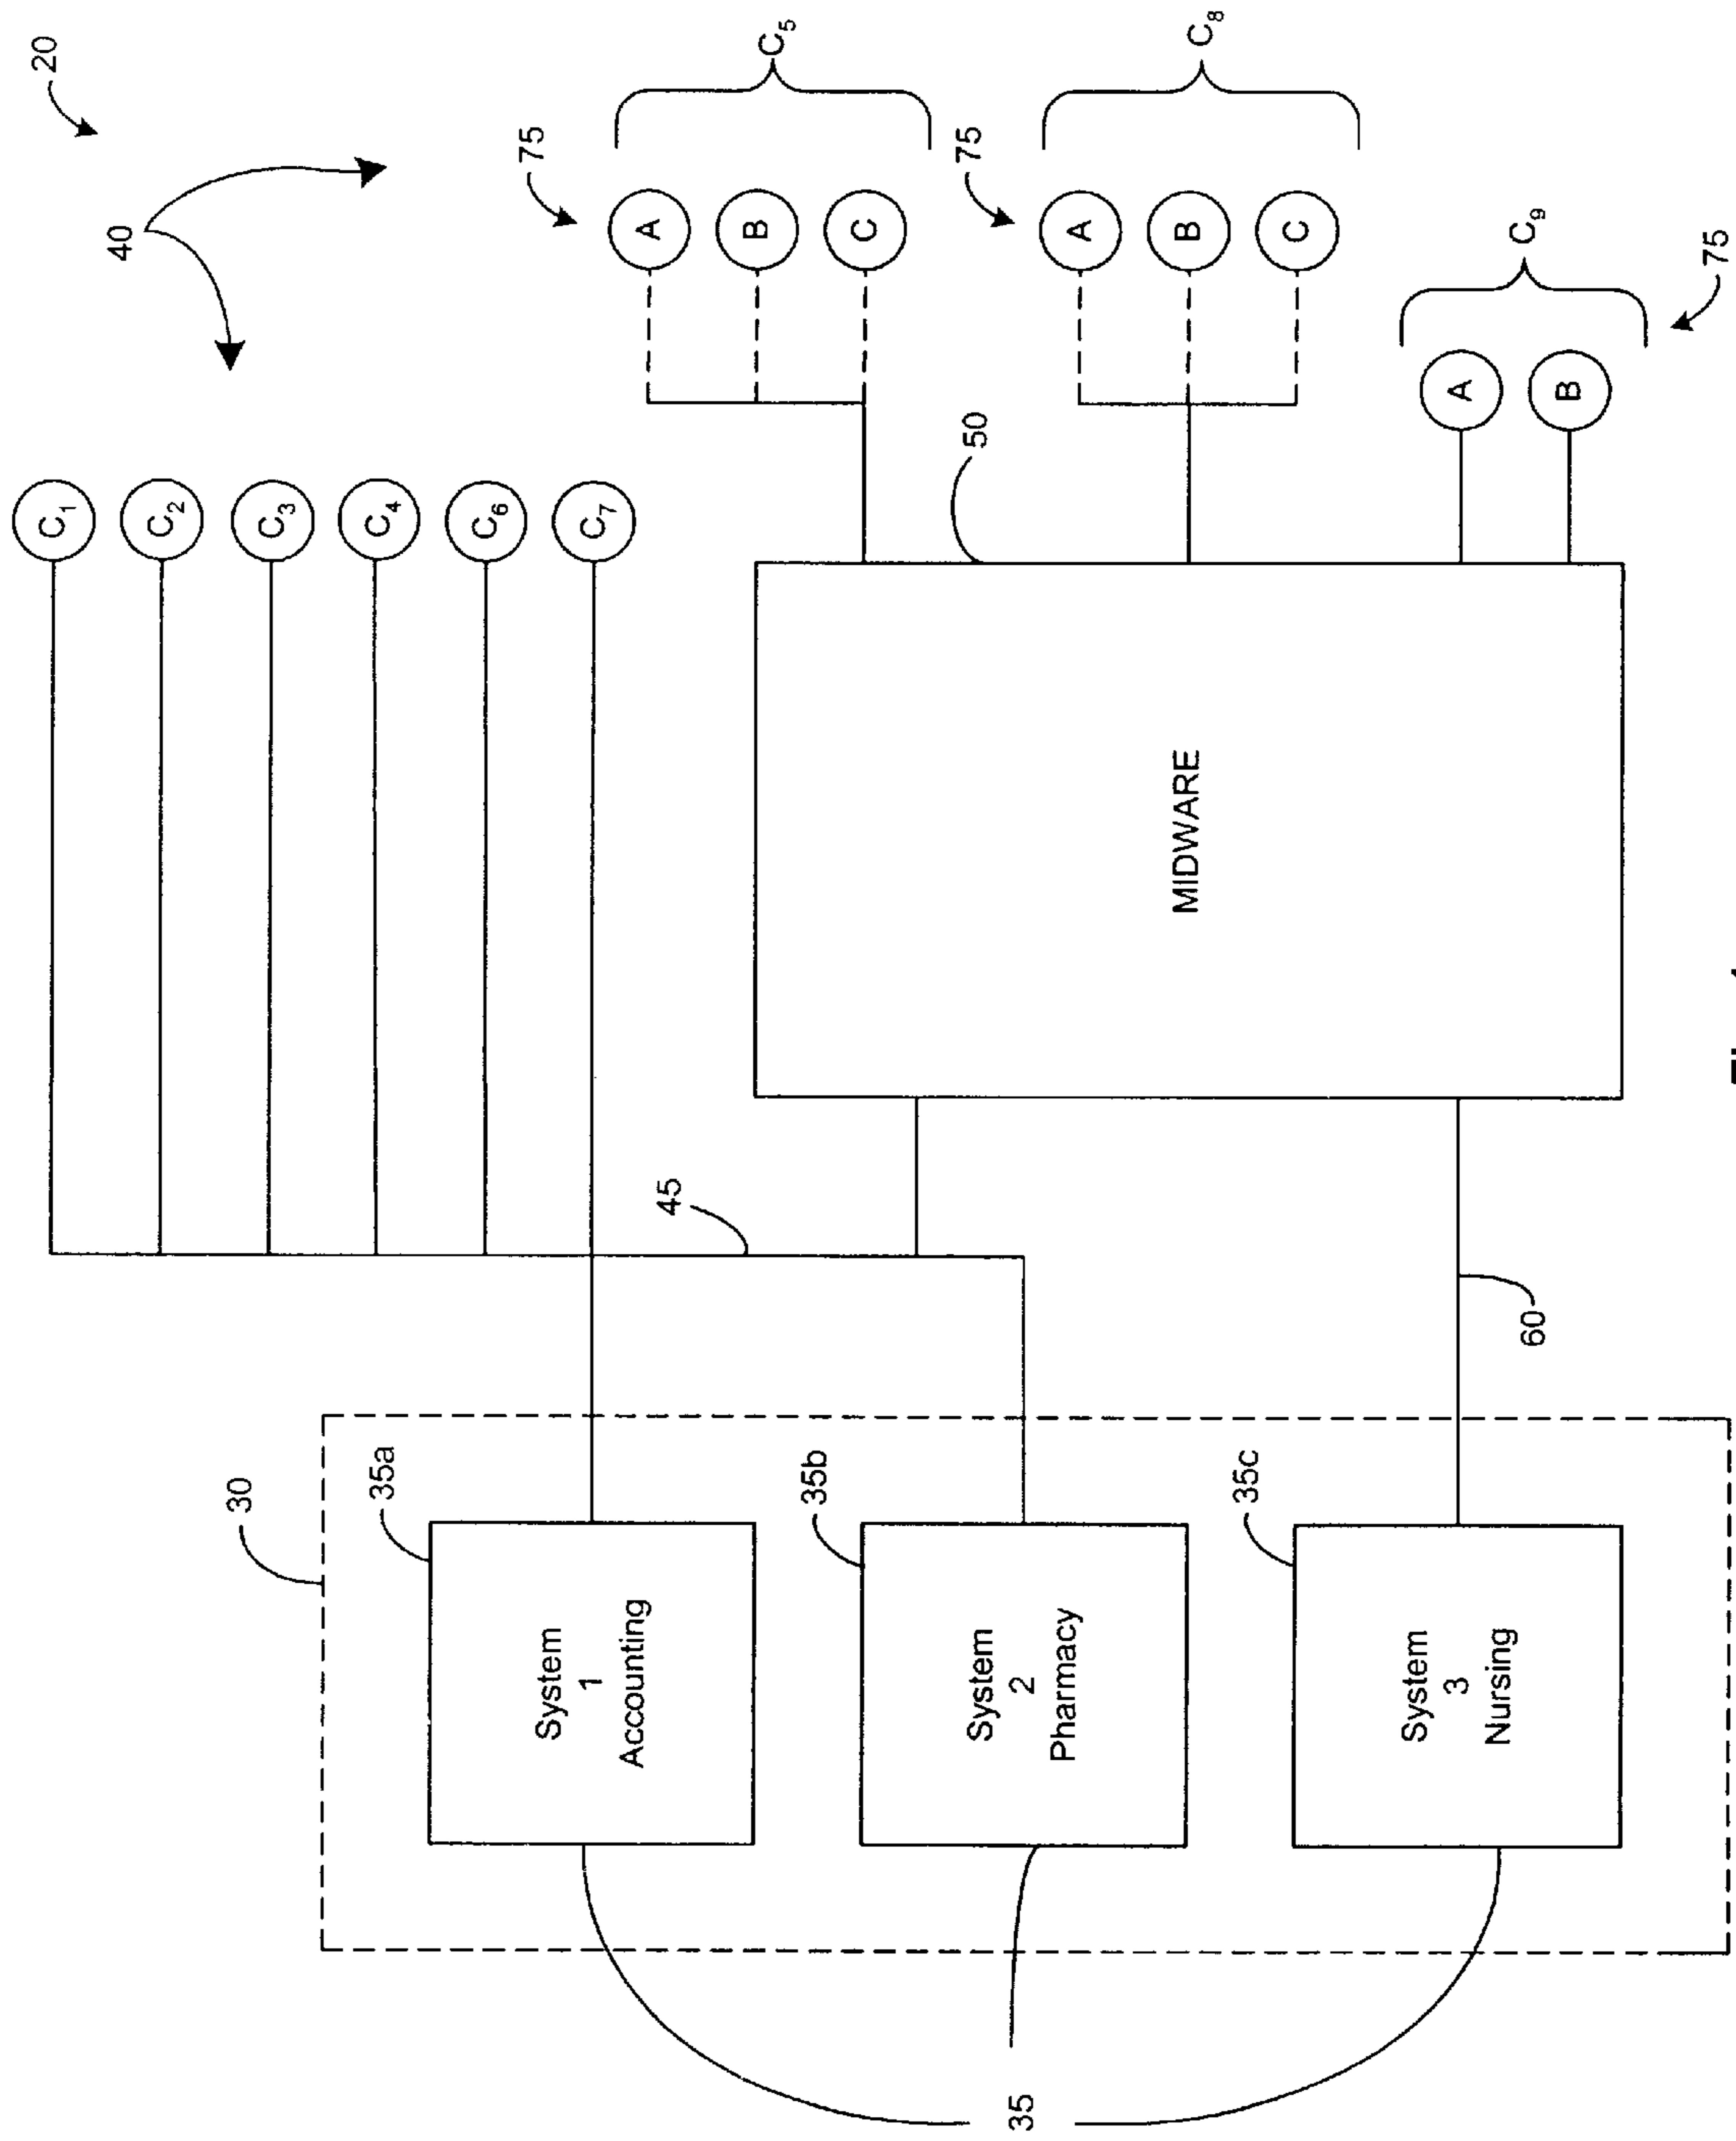 20
40
C₁
C₂
C₃
C₄
C₆
C₇
75
A
B
C
C₅
75
A
B
C
C₈
A
B
C₉
75
50
MIDWARE
45
60
30
35a
System
1
Accounting
35b
System
2
Pharmacy
35c
System
3
Nursing
35